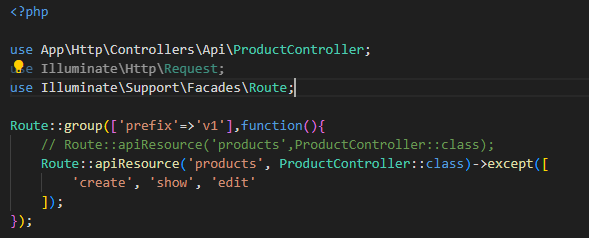 <?php
use App\Http\Controllers\Api\ProductController;
use Illuminate\Http\Request;
use Illuminate\Support\Facades\Route;
Route::group(['prefix'=>'v1'],function(){
// Route::apiResource('products',ProductController::class);
Route::apiResource('products', ProductController::class)->except([
'create', 'show', 'edit'
]);
});